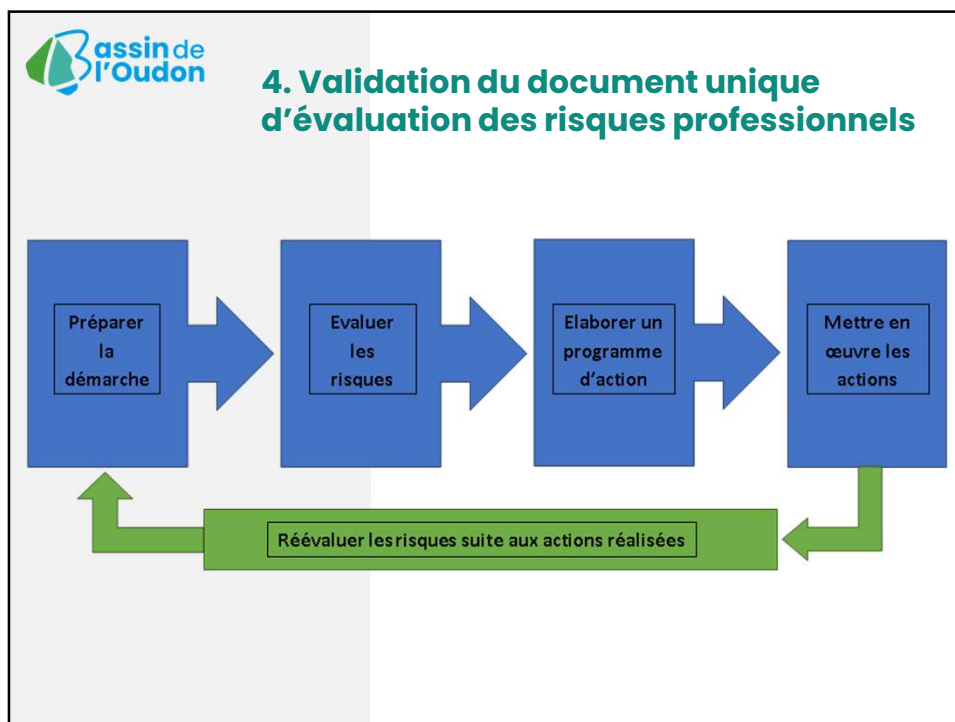 Bassin de
l'Oudon
4. Validation du document unique
d'évaluation des risques professionnels
Préparer
la
démarche
Evaluer
les
risques
Elaborer un
programme
d'action
Mettre en
œuvre les
actions
Réévaluer les risques suite aux actions réalisées